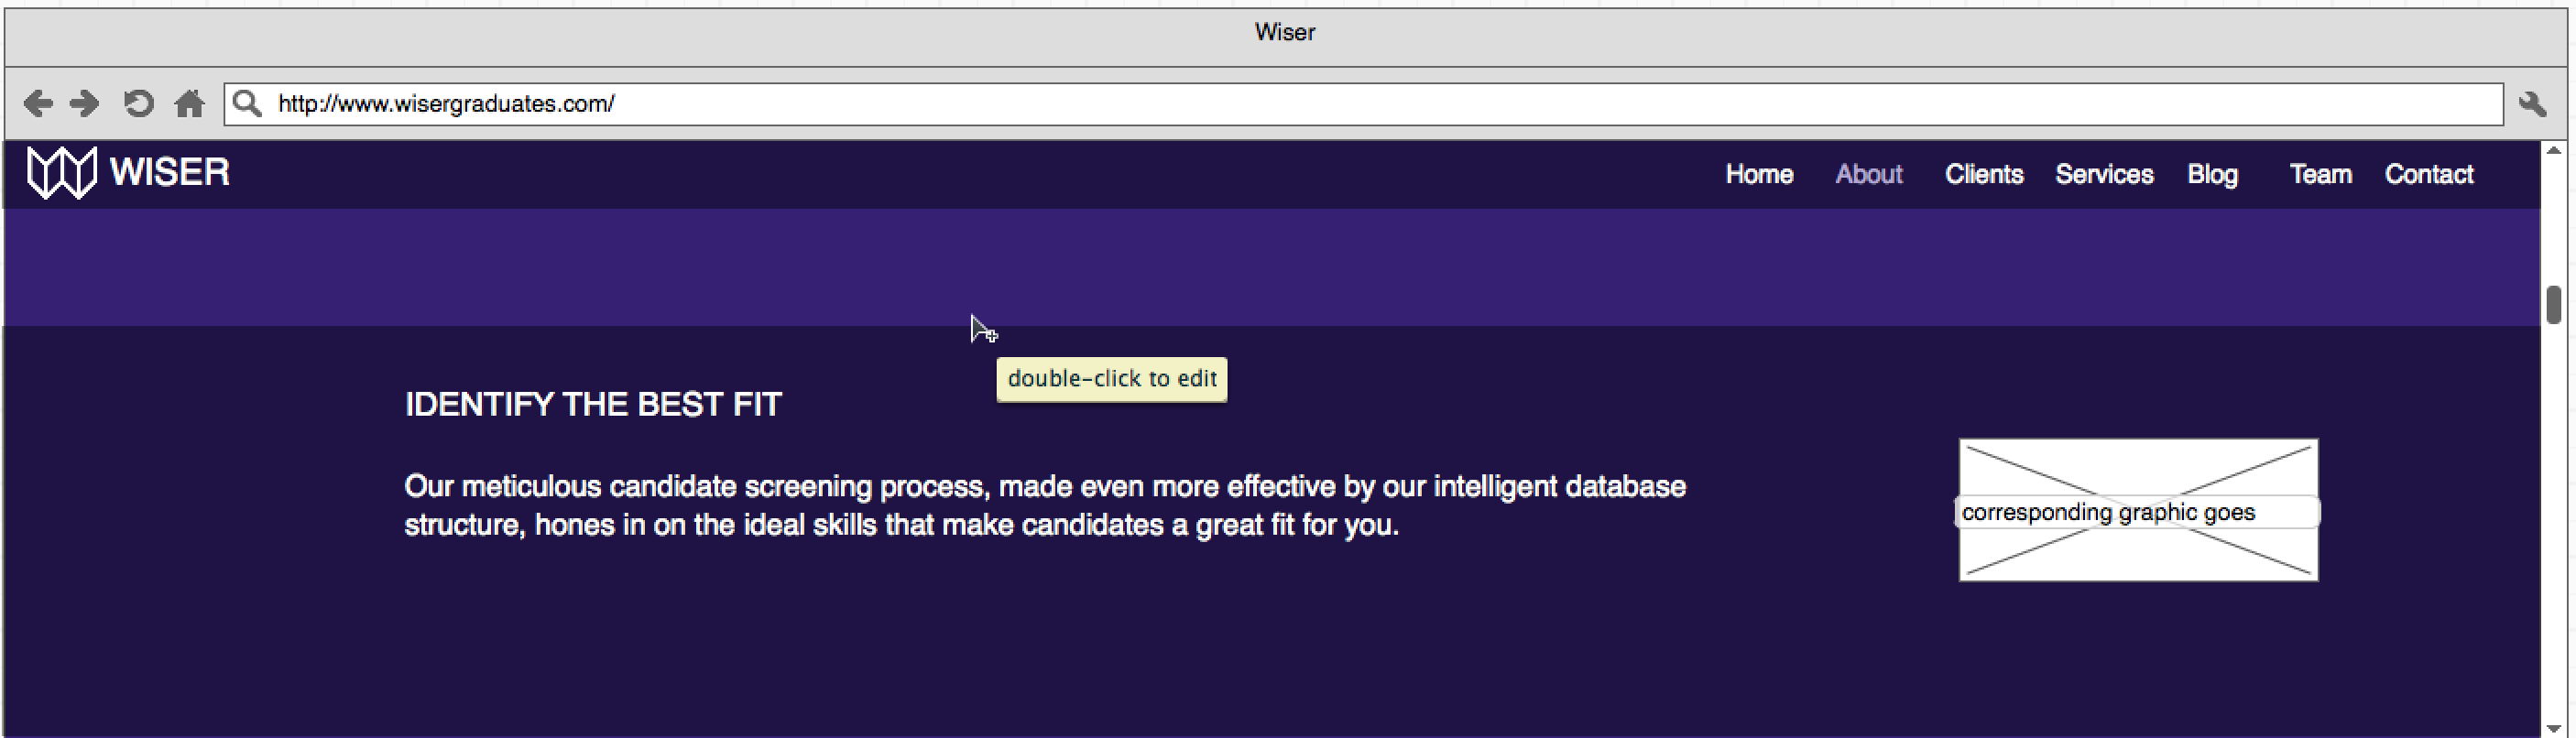 Wiser
http://www.wisergraduates.com/
WISER
Home About Clients Services Blog Team Contact
double-click to edit
IDENTIFY THE BEST FIT
Our meticulous candidate screening process, made even more effective by our intelligent database
structure, hones in on the ideal skills that make candidates a great fit for you.
corresponding graphic goes